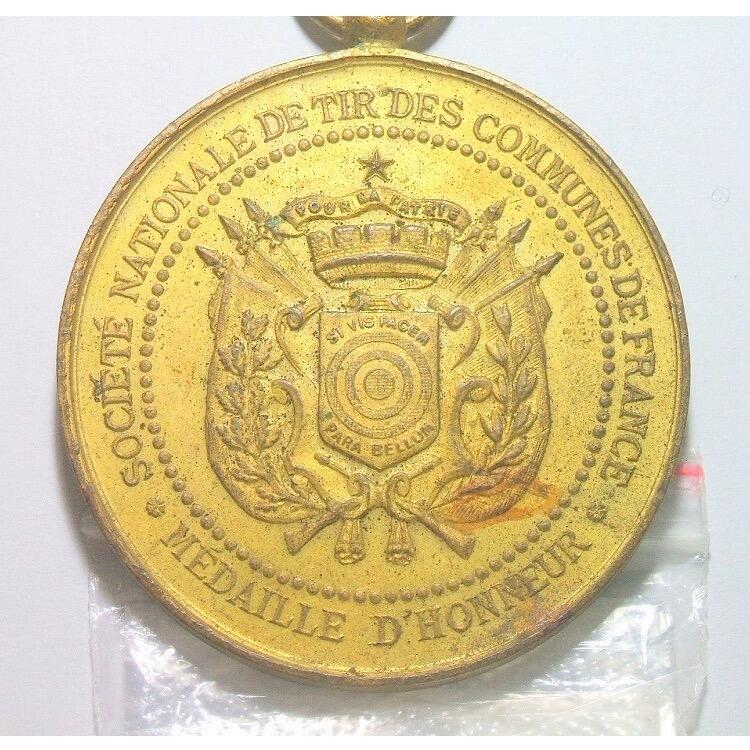 SOCIÉTÉ NATIONALE DE TIR DES COMMUNES DE FRANCE
* MÉDAILLE D'HONNEUR *
POUR LA PATRIE
SI VIS PACEM
PARA BELLUM